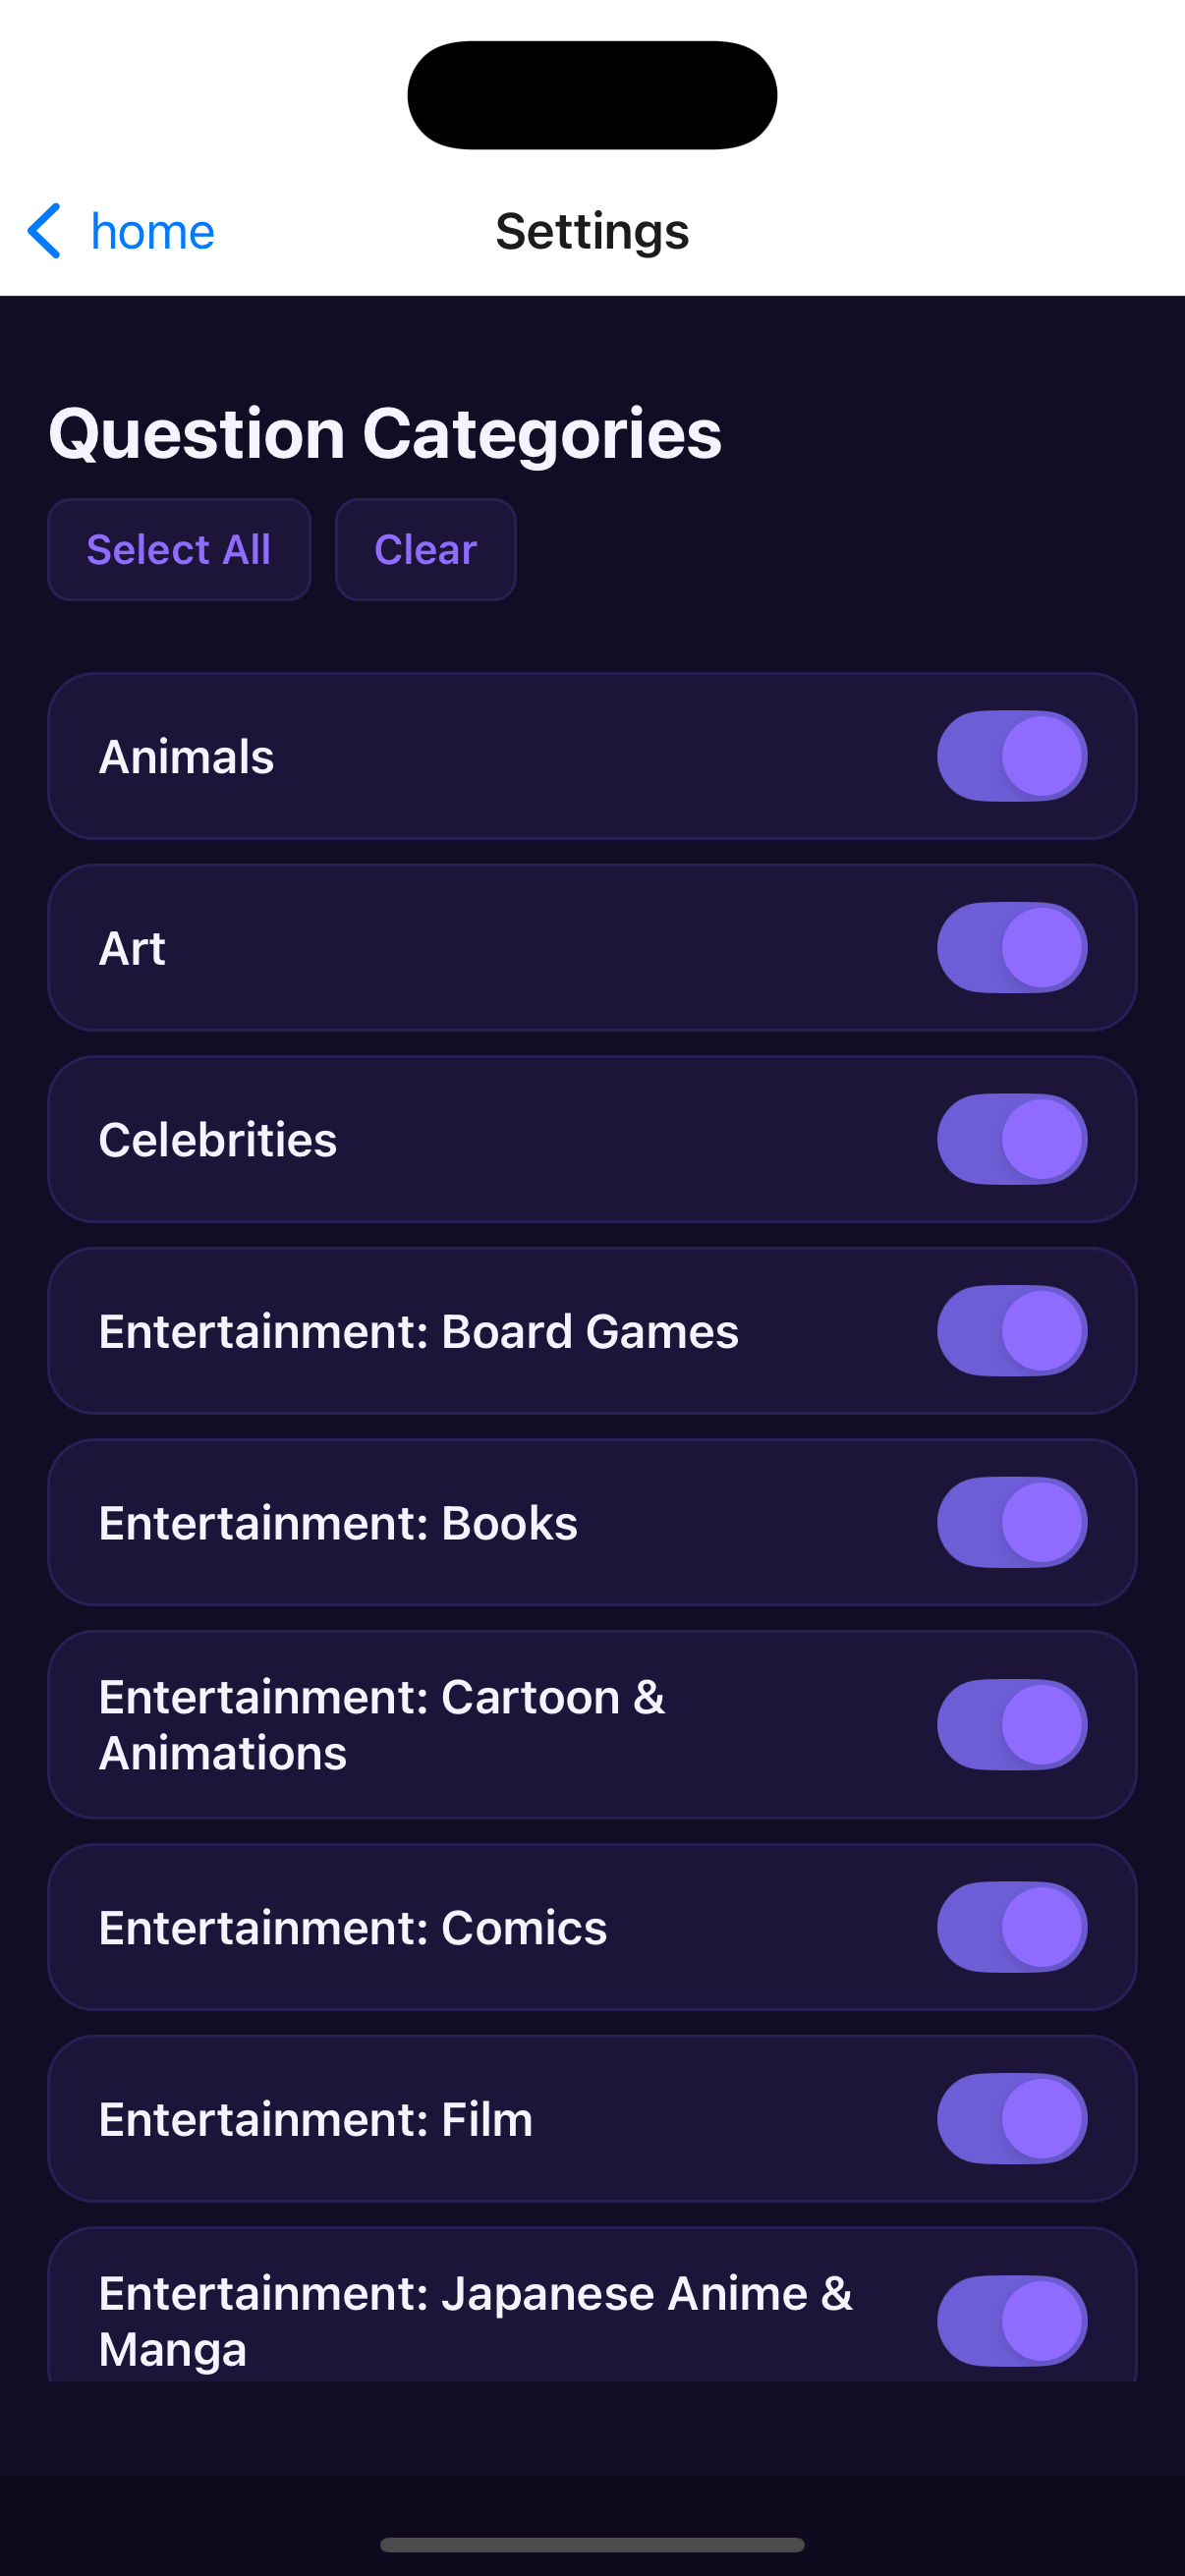 home
Settings
Question Categories
Select All
Clear
Animals
Art
Celebrities
Entertainment: Board Games
Entertainment: Books
Entertainment: Cartoon &
Animations
Entertainment: Comics
Entertainment: Film
Entertainment: Japanese Anime &
Manga